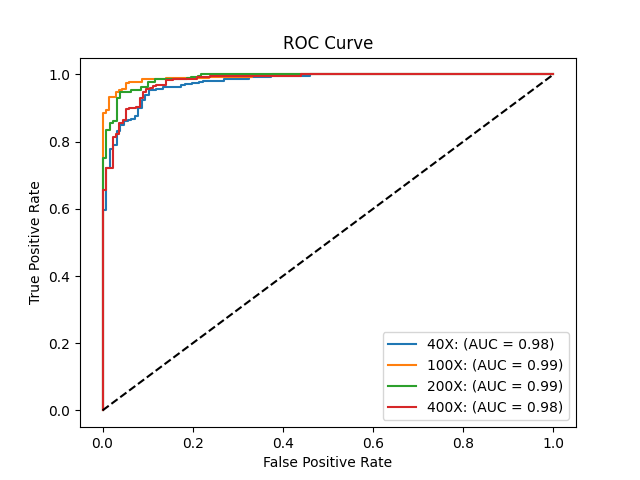 ROC Curve
True Positive Rate
1.0
0.8
0.6
0.4
0.2
0.0
0.0 0.2 0.4 0.6 0.8 1.0
False Positive Rate
40X: (AUC = 0.98)
100X: (AUC = 0.99)
200X: (AUC = 0.99)
400X: (AUC = 0.98)